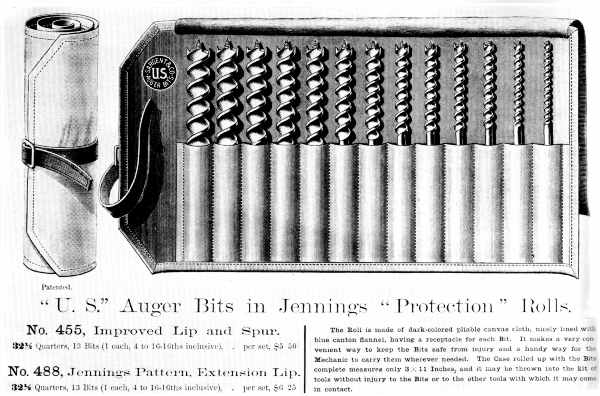 SARGENT & CO.
U.S.
AUGER BITS
Patented.
"U. S." Auger Bits in Jennings "Protection" Rolls.
No. 455, Improved Lip and Spur.
32½ Quarters, 13 Bits (1 each, 4 to 16-16ths inclusive), . per set, $5 50
No. 488, Jennings Pattern, Extension Lip.
32½ Quarters, 13 Bits (1 each, 4 to 16-16ths inclusive), . per set, $6 25
The Roll is made of dark-colored pliable canvas cloth, nicely lined with
blue canton flannel, having a receptacle for each Bit. It makes a very con-
venient way to keep the Bits safe from injury and a handy way for the
Mechanic to carry them wherever needed. The Case rolled up with the Bits
complete measures only 3 × 11 Inches, and it may be thrown into the kit of
tools without injury to the Bits or to the other tools with which it may come
in contact.